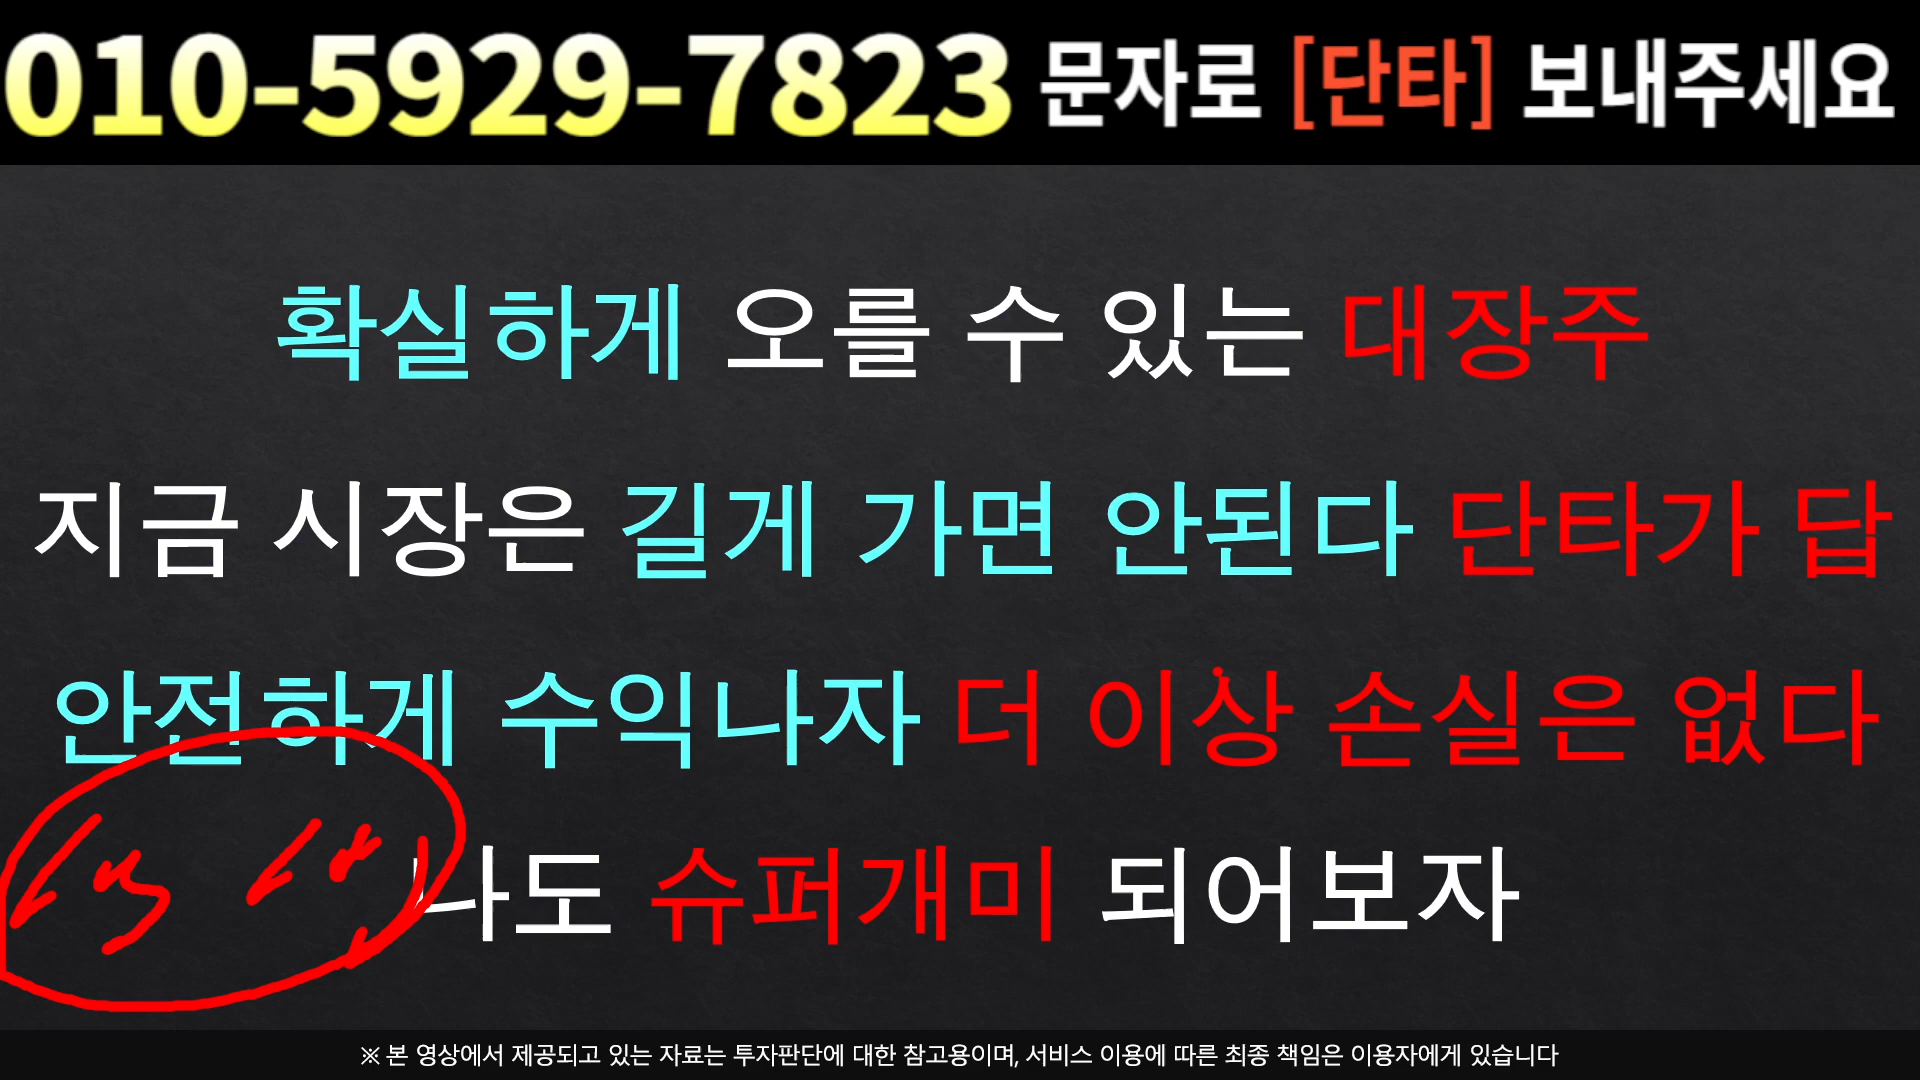 010-5929-7823 문자로 [단타] 보내주세요
확실하게 오를 수 있는 대장주
지금 시장은 길게 가면 안된다 단타가 답
안전하게 수익나자 더 이상 손실은 없다
나도 슈퍼개미 되어보자
※ 본 영상에서 제공되고 있는 자료는 투자판단에 대한 참고용이며, 서비스 이용에 따른 최종 책임은 이용자에게 있습니다